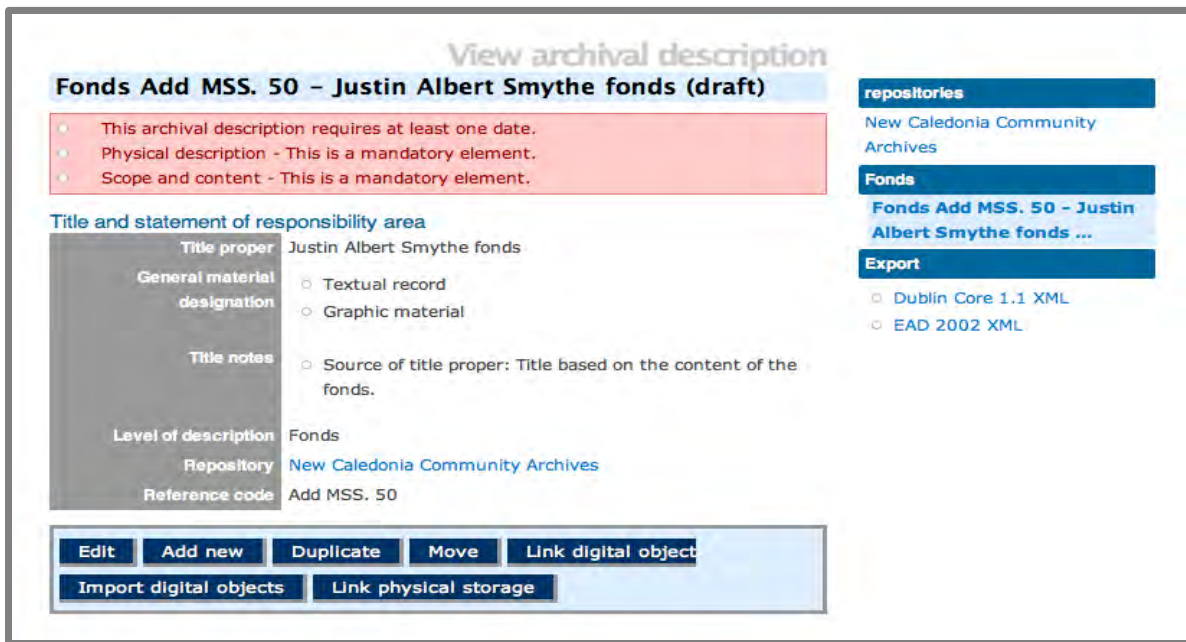 View archival description
Fonds Add MSS. 50 – Justin Albert Smythe fonds (draft)
This archival description requires at least one date.
Physical description - This is a mandatory element.
Scope and content - This is a mandatory element.
Title and statement of responsibility area
Title proper Justin Albert Smythe fonds
General material designation
Textual record
Graphic material
Title notes
Source of title proper: Title based on the content of the
fonds.
Level of description Fonds
Repository New Caledonia Community Archives
Reference code Add MSS. 50
Edit Add new Duplicate Move Link digital object
Import digital objects Link physical storage
repositories
New Caledonia Community
Archives
Fonds
Fonds Add MSS. 50 - Justin
Albert Smythe fonds ...
Export
Dublin Core 1.1 XML
EAD 2002 XML